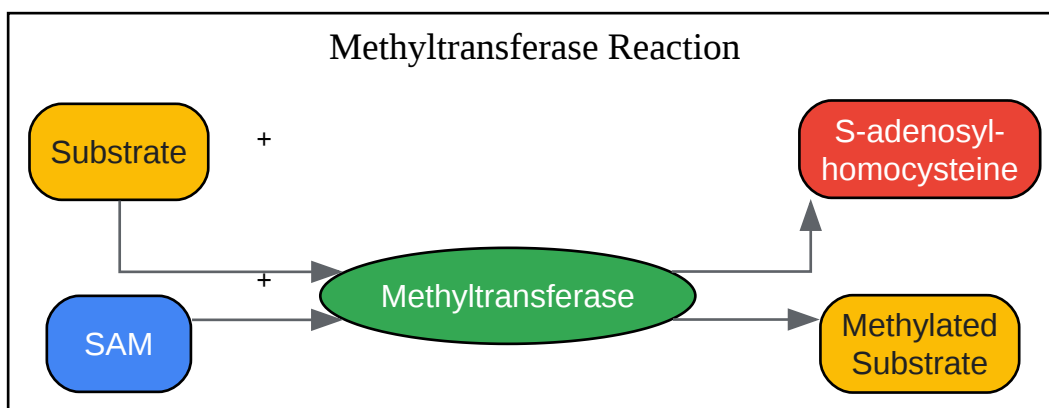 Methyltransferase Reaction
Substrate
+
S-adenosyl-
homocysteine
+
Methyltransferase
SAM
Methylated
Substrate